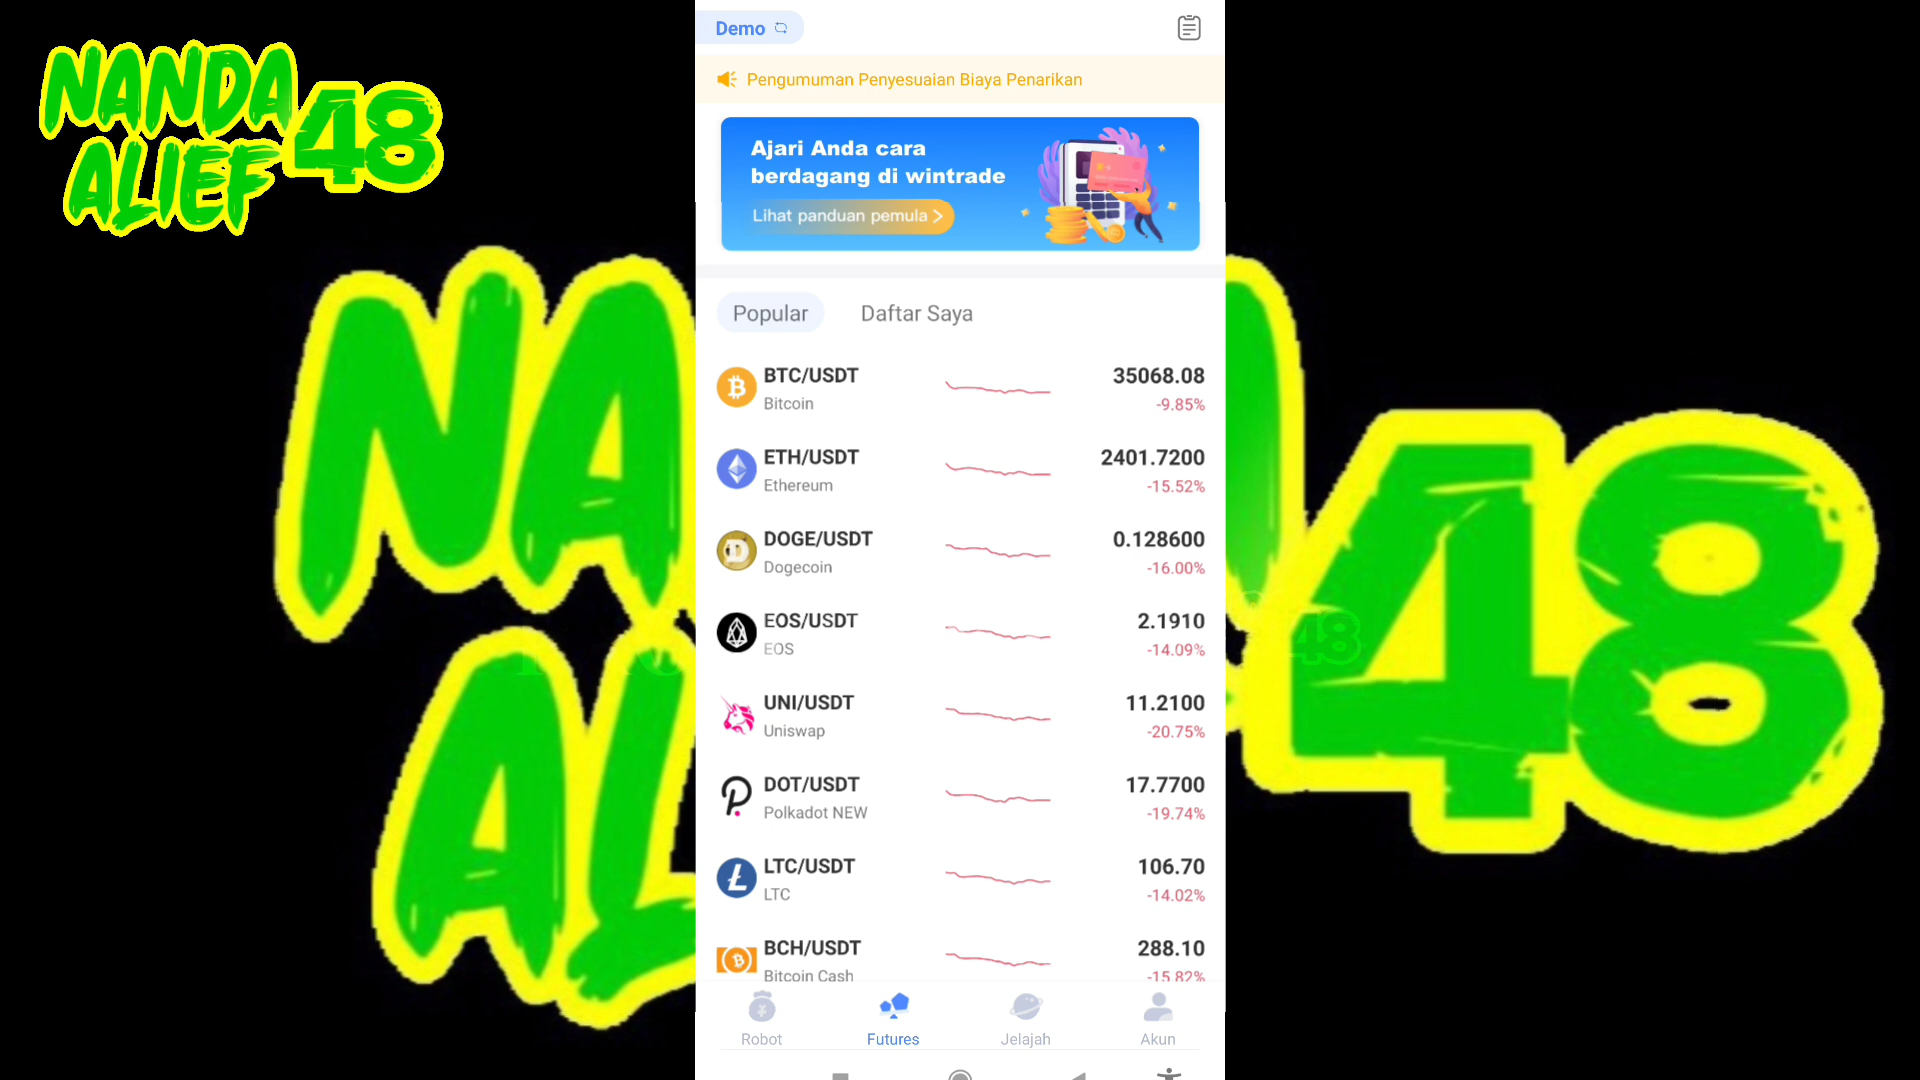 NANDA
ALIEF 48
Demo
Pengumuman Penyesuaian Biaya Penarikan
Ajari Anda cara
berdagang di wintrade
Lihat panduan pemula >
Popular
Daftar Saya
BTC/USDT
35068.08
Bitcoin
-9.85%
ETH/USDT
2401.7200
Ethereum
-15.52%
DOGE/USDT
0.128600
Dogecoin
-16.00%
EOS/USDT
2.1910
EOS
-14.09%
UNI/USDT
11.2100
Uniswap
-20.75%
DOT/USDT
17.7700
Polkadot NEW
-19.74%
LTC/USDT
106.70
LTC
-14.02%
BCH/USDT
288.10
Bitcoin Cash
-15.82%
Robot
Futures
Jelajah
Akun
NA
48
AL
48